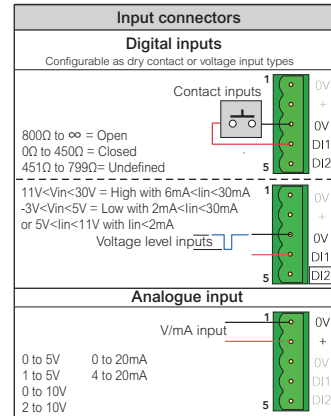 Input connectors
Digital inputs
Configurable as dry contact or voltage input types
Contact inputs
1
0V
+
0V
DI1
DI2
5
800Ω to ∞ = Open
0Ω to 450Ω = Closed
451Ω to 799Ω= Undefined
11V<Vin<30V = High with 6mA<Iin<30mA
-3V<Vin<5V = Low with 2mA<Iin<30mA
or 5V<Iin<11V with Iin<2mA
Voltage level inputs
1
0V
+
0V
DI1
DI2
5
Analogue input
V/mA input
1
0V
+
0V
DI1
DI2
5
0 to 5V 0 to 20mA
1 to 5V 4 to 20mA
0 to 10V
2 to 10V